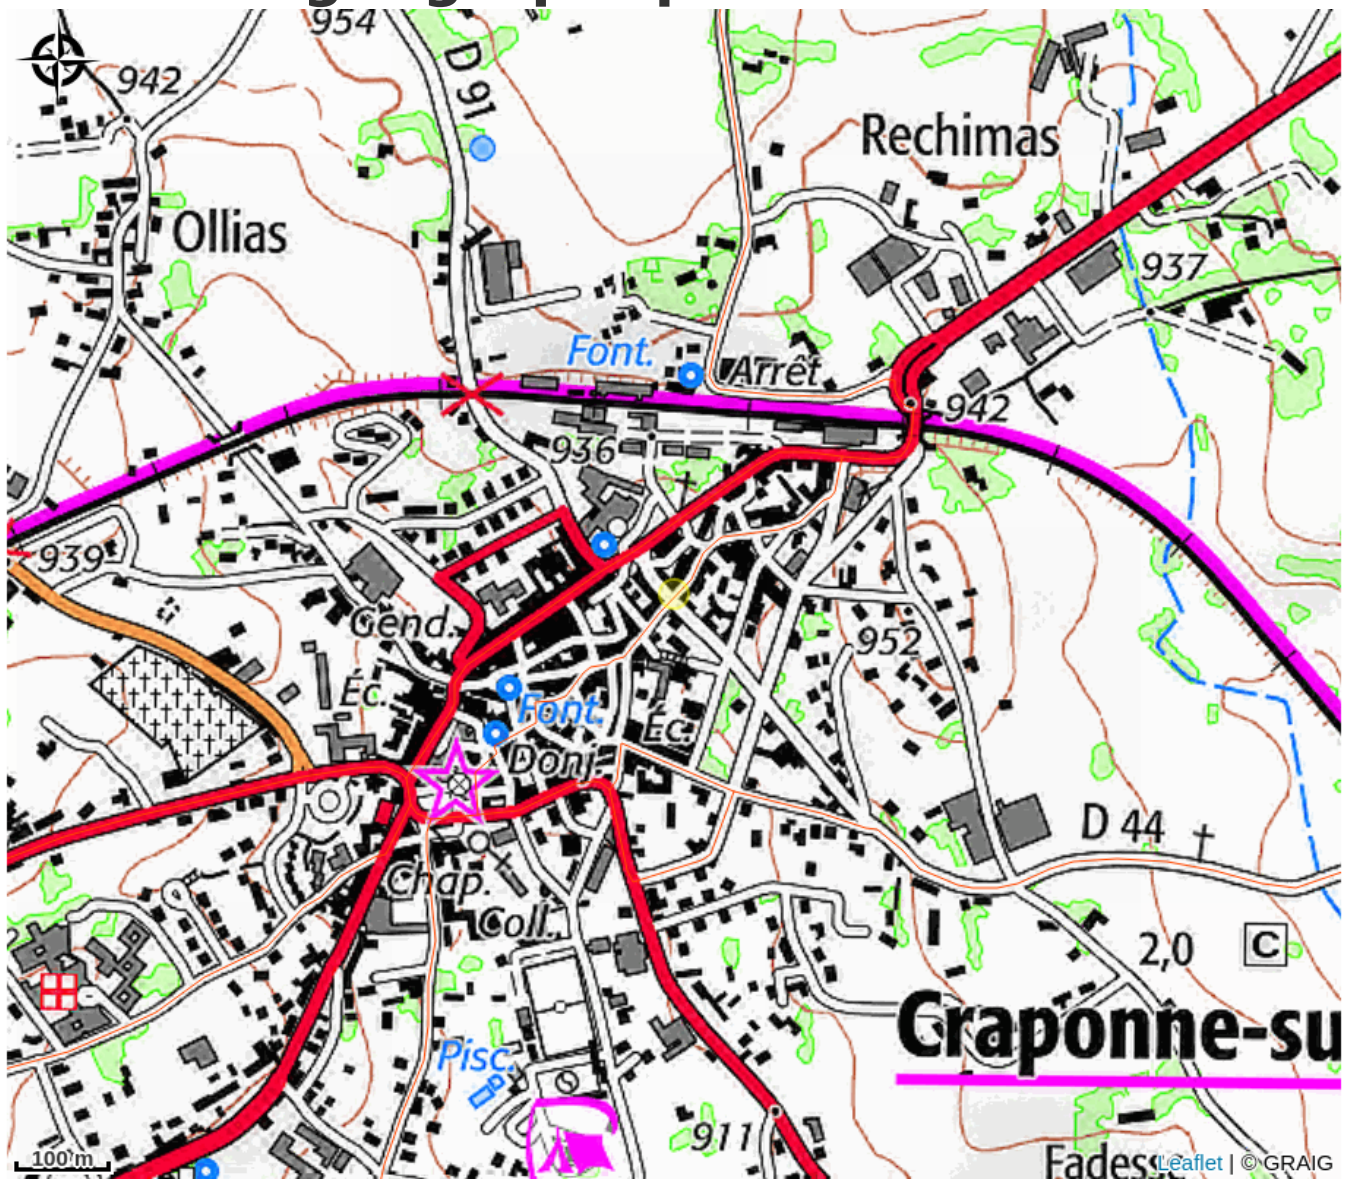 954
942
D 91
Rechimas
Ollias
937
Font.
Arrêt
942
936
939
Gend.
952
Éc.
Font.
Éc.
Donj.
D 44
Chap.
Coll.
2,0
C
Craponne-su
Pisc.
911
Fadesse
100 m
Leaflet | © GRAIG